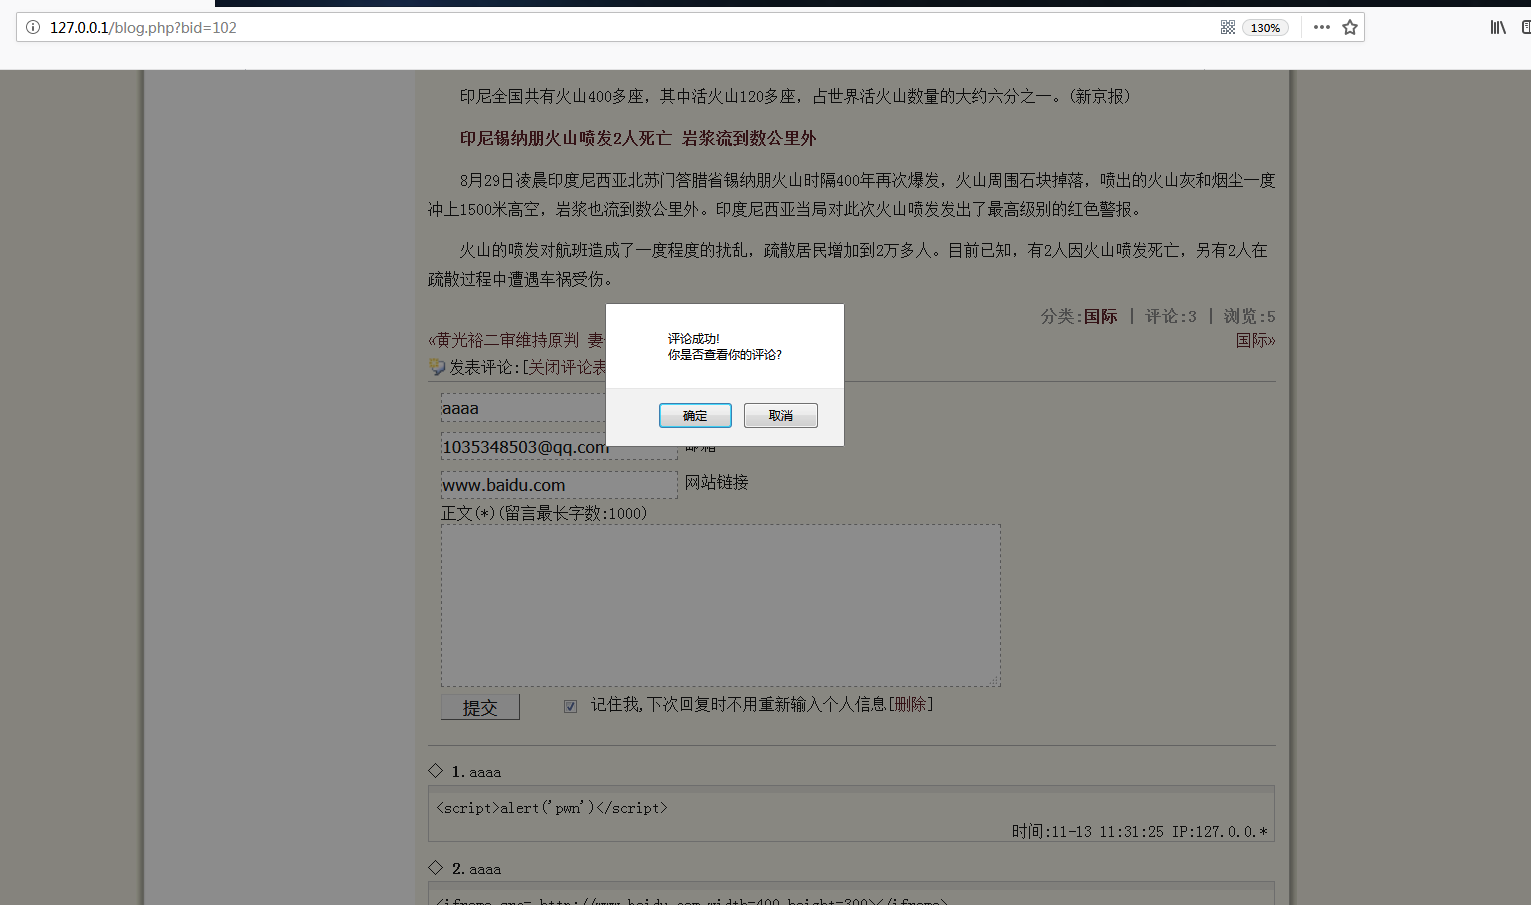 127.0.0.1/blog.php?bid=102
130%
印尼全国共有火山400多座，其中活火山120多座，占世界活火山数量的大约六分之一。(新京报)
印尼锡纳朋火山喷发2人死亡 岩浆流到数公里外
8月29日凌晨印度尼西亚北苏门答腊省锡纳朋火山时隔400年再次爆发，火山周围石块掉落，喷出的火山灰和烟尘一度
冲上1500米高空，岩浆也流到数公里外。印度尼西亚当局对此次火山喷发发出了最高级别的红色警报。
火山的喷发对航班造成了一度程度的扰乱，疏散居民增加到2万多人。目前已知，有2人因火山喷发死亡，另有2人在
疏散过程中遭遇车祸受伤。
分类:国际 | 评论:3 | 浏览:5
«黄光裕二审维持原判 妻
国际»
发表评论:[关闭评论表
评论成功!
你是否查看你的评论?
确定
取消
aaaa
1035348503@qq.com 邮箱
www.baidu.com 网站链接
正文(*)(留言最长字数:1000)
提交
记住我,下次回复时不用重新输入个人信息[删除]
◇ 1.aaaa
<script>alert('pwn')</script>
时间:11-13 11:31:25 IP:127.0.0.*
◇ 2.aaaa
<iframe src= http://www.baidu.com width=400 height=300></iframe>